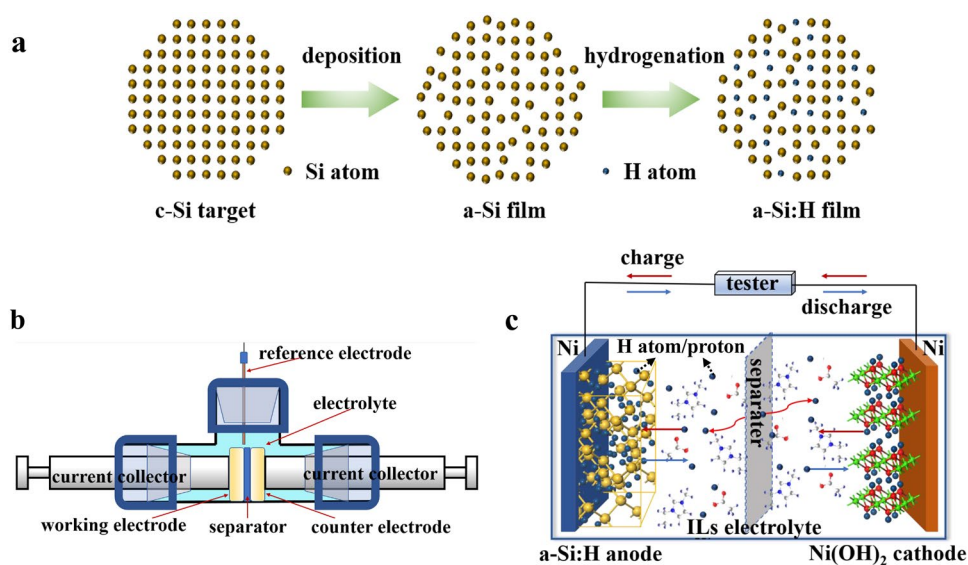 a
deposition
hydrogenation
Si atom
H atom
c-Si target
a-Si film
a-Si:H film
b
reference electrode
electrolyte
current collector
current collector
working electrode
separator
counter electrode
c
charge
tester
discharge
Ni
H atom/proton
Ni
separater
ILs electrolyte
a-Si:H anode
Ni(OH)₂ cathode